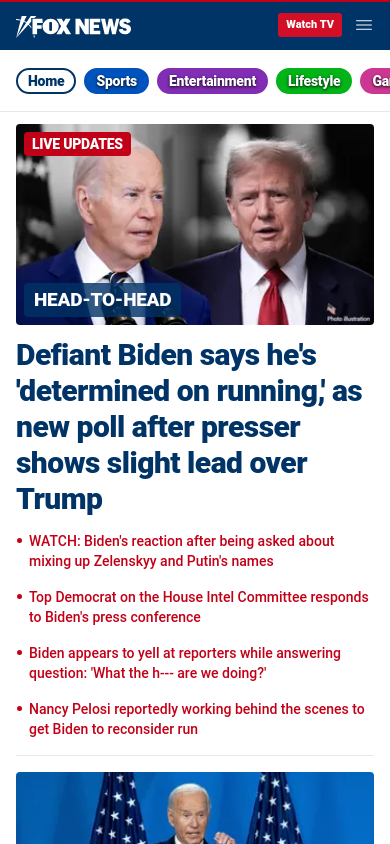 FOX NEWS
Watch TV
Home
Sports
Entertainment
Lifestyle
LIVE UPDATES
HEAD-TO-HEAD
Photo illustration
Defiant Biden says he's
'determined on running,' as
new poll after presser
shows slight lead over
Trump
• WATCH: Biden's reaction after being asked about
mixing up Zelenskyy and Putin's names
• Top Democrat on the House Intel Committee responds
to Biden's press conference
• Biden appears to yell at reporters while answering
question: 'What the h--- are we doing?'
• Nancy Pelosi reportedly working behind the scenes to
get Biden to reconsider run